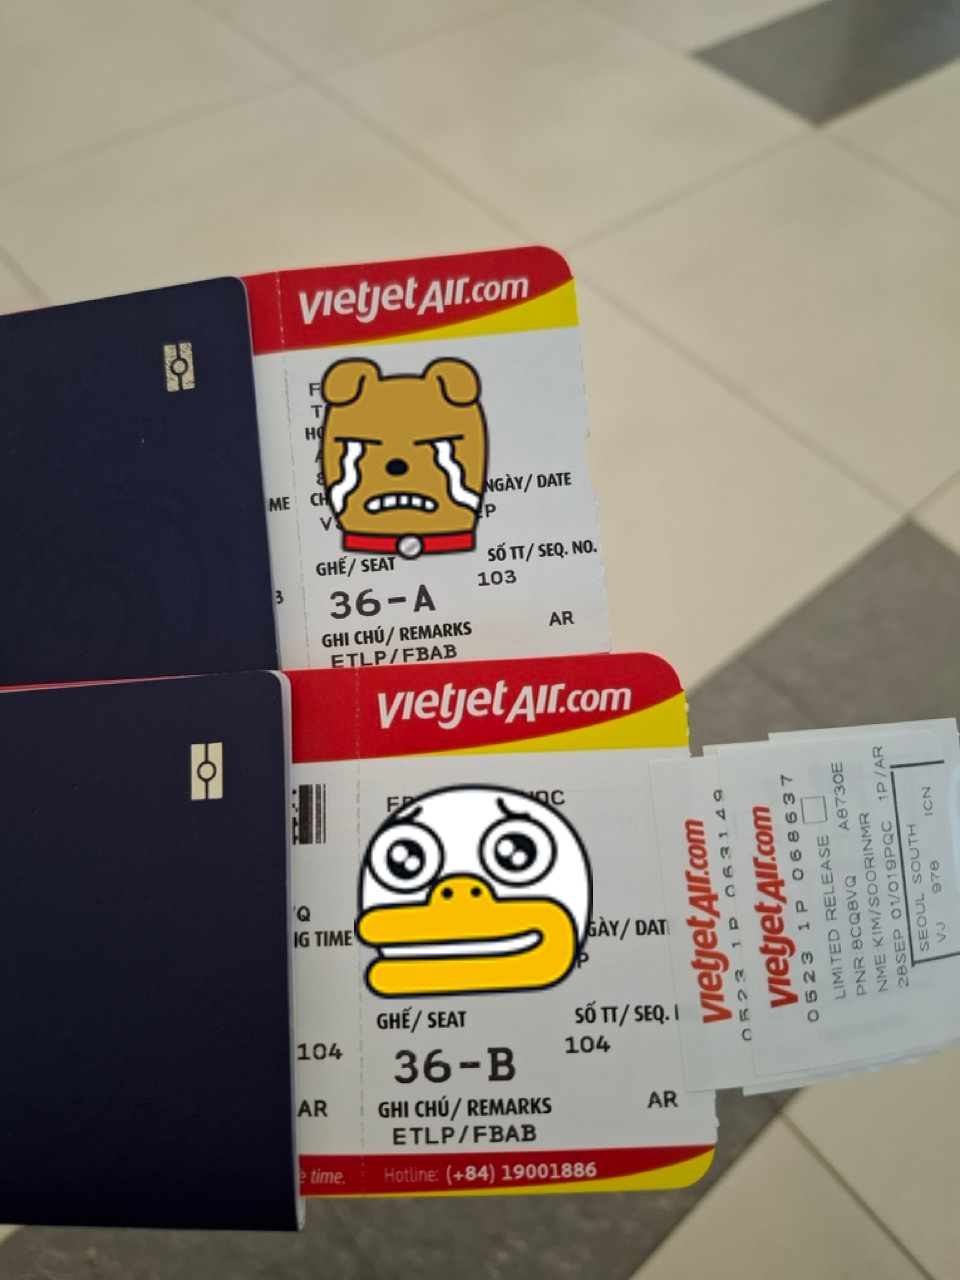 vietjetAir.com
NGÀY/ DATE
ME
GHẾ/ SEAT
SỐ TT/ SEQ. NO.
103
36-A
GHI CHÚ/ REMARKS
AR
ETLP/FBAB
vietjetAir.com
IG TIME
GÀY/ DAT
GHẾ/ SEAT
SỐ TT/ SEQ.
104
104
36-B
AR
GHI CHÚ/ REMARKS
AR
ETLP/FBAB
time.
Hotline: (+84) 19001886
vietjetAir.com
0523 1P 063149
vietjetAir.com
0523 1P 068637
LIMITED RELEASE
A8730E
PNR:8CQ8VQ
NME:KIM/SOORINMR
28SEP 01/019PQC 1P/AR
SEOUL SOUTH ICN
VJ 978